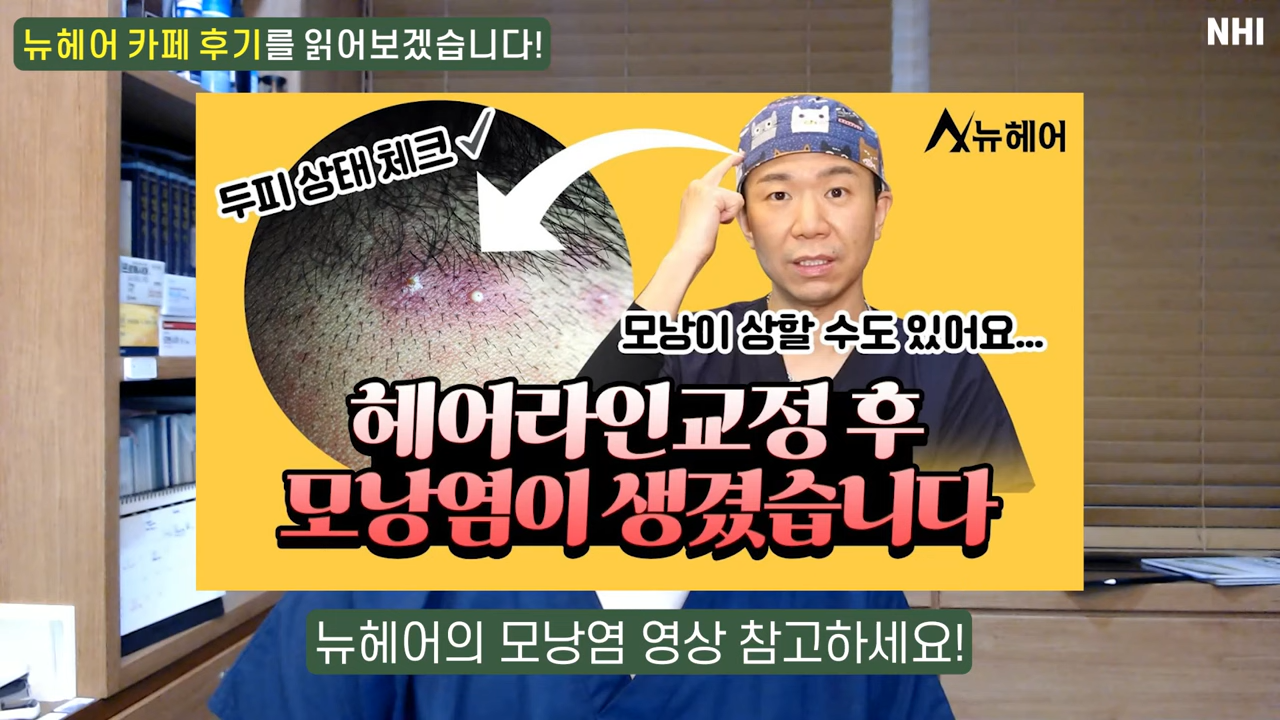 뉴헤어 카페 후기를 읽어보겠습니다!
NHI
두피 상태 체크
뉴헤어
모낭이 상할 수도 있어요...
헤어라인교정 후
모낭염이 생겼습니다
뉴헤어의 모낭염 영상 참고하세요!